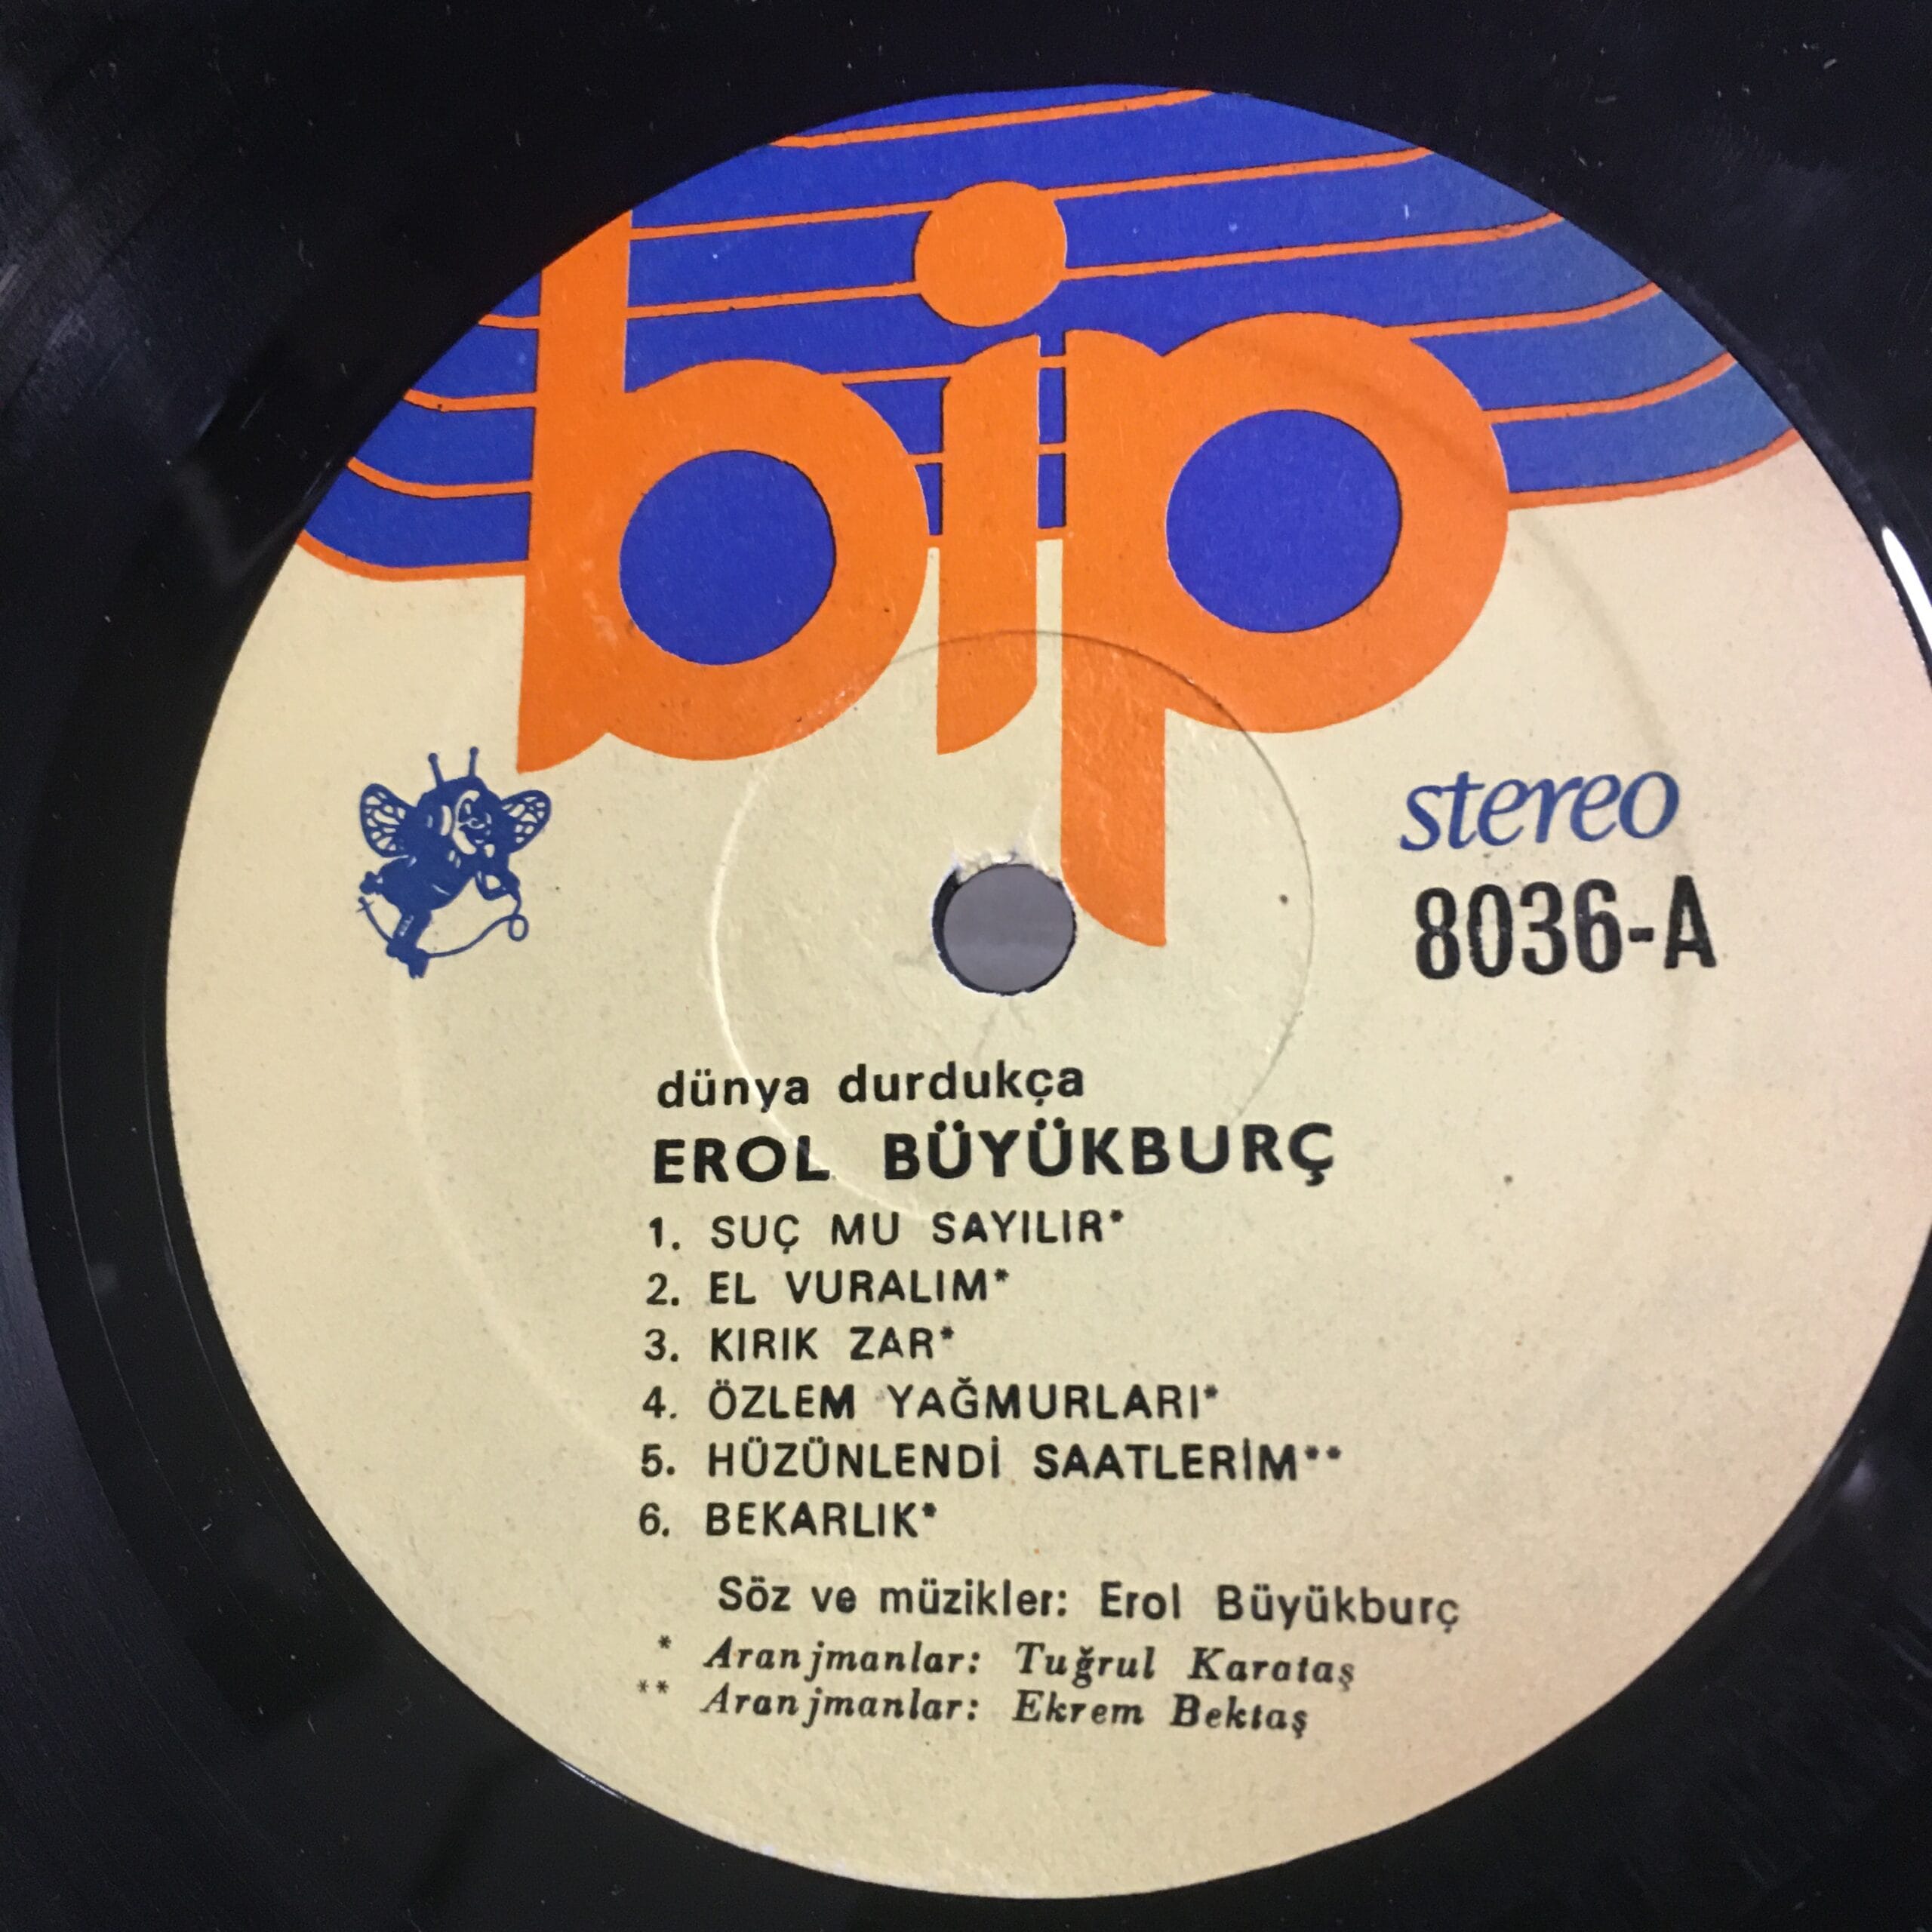 bip
stereo
8036-A
dünya durdukça
EROL BÜYÜKBURÇ
1. SUÇ MU SAYILIR*
2. EL VURALIM*
3. KIRIK ZAR*
4. ÖZLEM YAĞMURLARI*
5. HÜZÜNLENDİ SAATLERİM**
6. BEKARLIK*
Söz ve müzikler: Erol Büyükburç
* Aranjmanlar: Tuğrul Karataş
** Aranjmanlar: Ekrem Bektaş